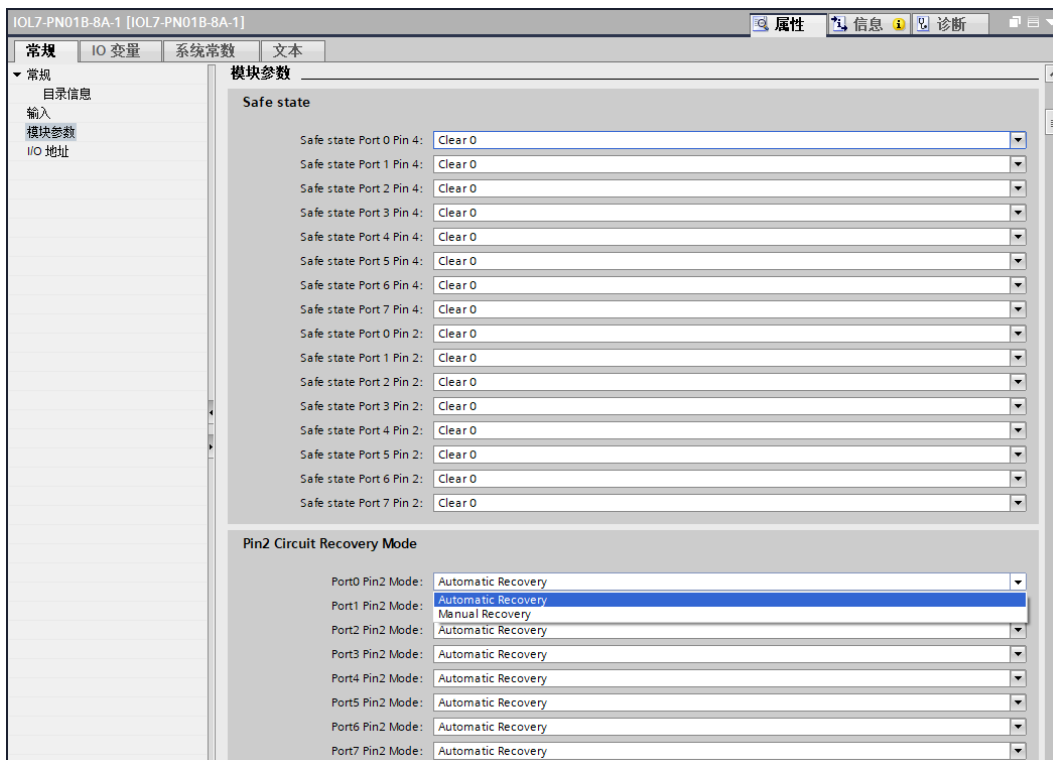 IOL7-PN01B-8A-1 [IOL7-PN01B-8A-1]
属性
信息
诊断
常规
IO 变量
系统常数
文本
常规
目录信息
输入
模块参数
I/O 地址
模块参数
Safe state
Safe state Port 0 Pin 4: Clear 0
Safe state Port 1 Pin 4: Clear 0
Safe state Port 2 Pin 4: Clear 0
Safe state Port 3 Pin 4: Clear 0
Safe state Port 4 Pin 4: Clear 0
Safe state Port 5 Pin 4: Clear 0
Safe state Port 6 Pin 4: Clear 0
Safe state Port 7 Pin 4: Clear 0
Safe state Port 0 Pin 2: Clear 0
Safe state Port 1 Pin 2: Clear 0
Safe state Port 2 Pin 2: Clear 0
Safe state Port 3 Pin 2: Clear 0
Safe state Port 4 Pin 2: Clear 0
Safe state Port 5 Pin 2: Clear 0
Safe state Port 6 Pin 2: Clear 0
Safe state Port 7 Pin 2: Clear 0
Pin2 Circuit Recovery Mode
Port0 Pin2 Mode: Automatic Recovery
Automatic Recovery
Port1 Pin2 Mode:
Manual Recovery
Port2 Pin2 Mode: Automatic Recovery
Port3 Pin2 Mode: Automatic Recovery
Port4 Pin2 Mode: Automatic Recovery
Port5 Pin2 Mode: Automatic Recovery
Port6 Pin2 Mode: Automatic Recovery
Port7 Pin2 Mode: Automatic Recovery